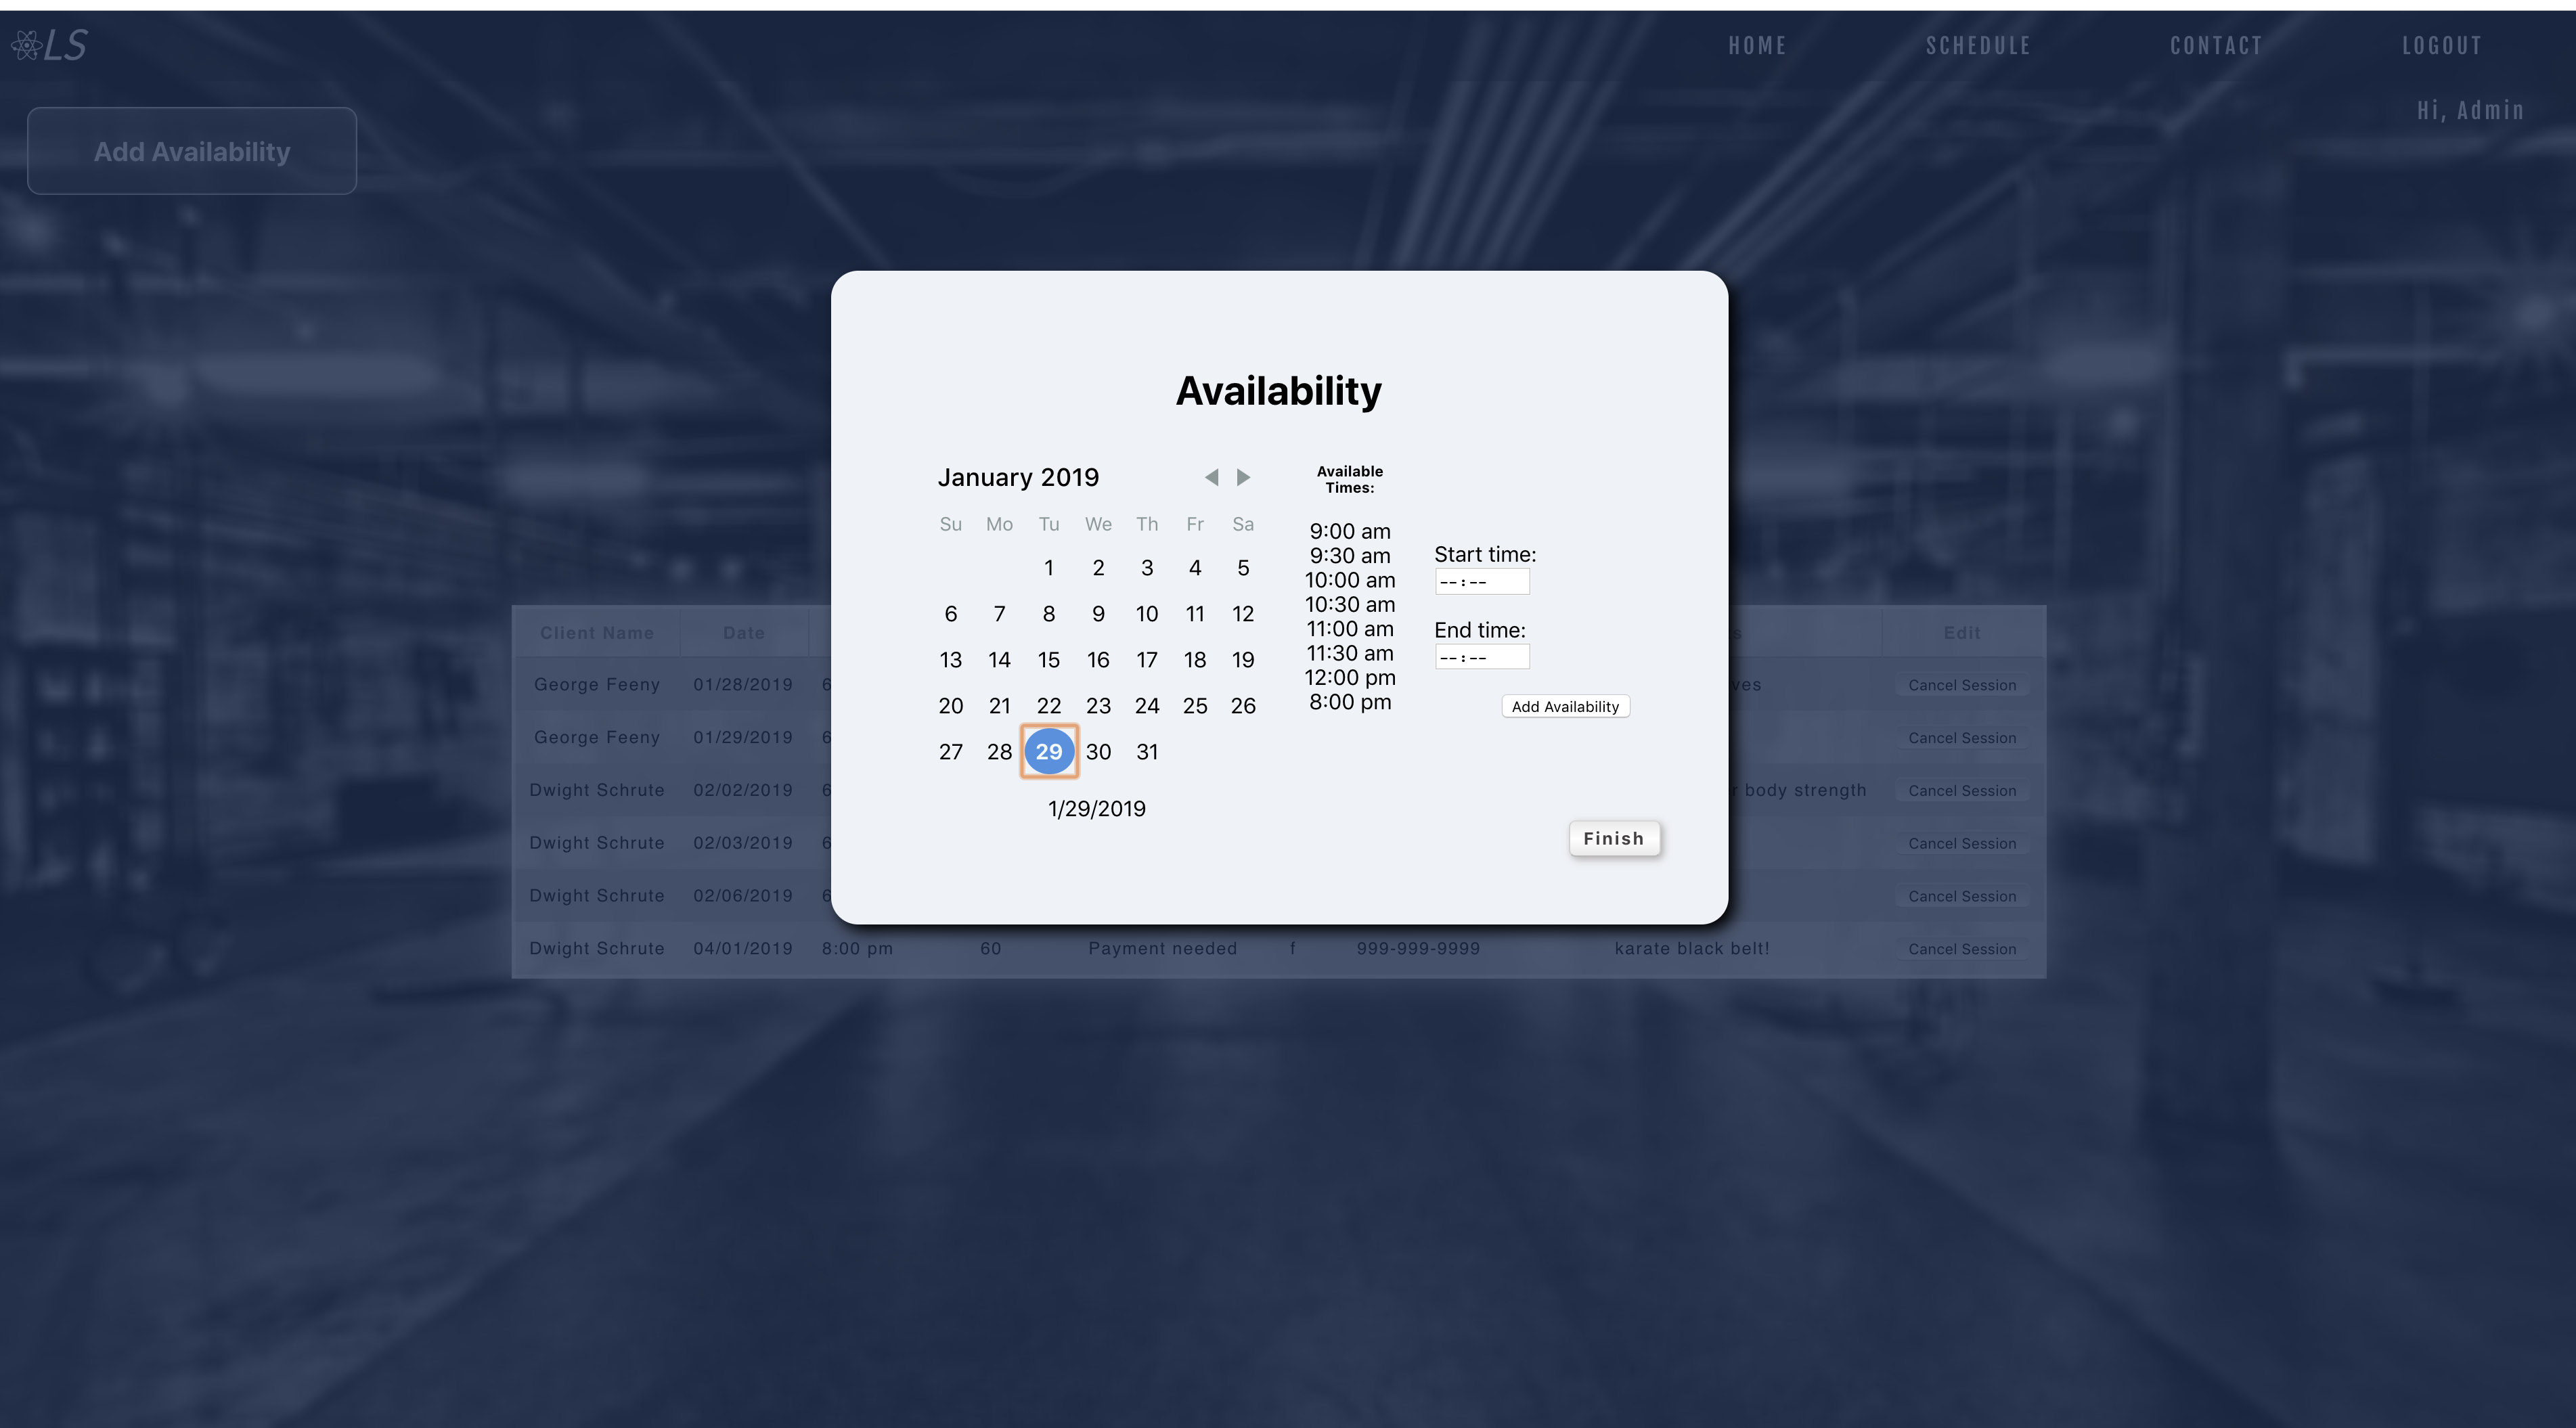 LS
HOME SCHEDULE CONTACT LOGOUT
Hi, Admin
Add Availability
Availability
January 2019
Su Mo Tu We Th Fr Sa
1 2 3 4 5
6 7 8 9 10 11 12
13 14 15 16 17 18 19
20 21 22 23 24 25 26
27 28 29 30 31
1/29/2019
Available
Times:
9:00 am
9:30 am
10:00 am
10:30 am
11:00 am
11:30 am
12:00 pm
8:00 pm
Start time:
--:--
End time:
--:--
Add Availability
Finish
Client Name Date Edit
George Feeny 01/28/2019 Cancel Session
George Feeny 01/29/2019 Cancel Session
Dwight Schrute 02/02/2019 body strength Cancel Session
Dwight Schrute 02/03/2019 Cancel Session
Dwight Schrute 02/06/2019 Cancel Session
Dwight Schrute 04/01/2019 8:00 pm 60 Payment needed f 999-999-9999 karate black belt! Cancel Session